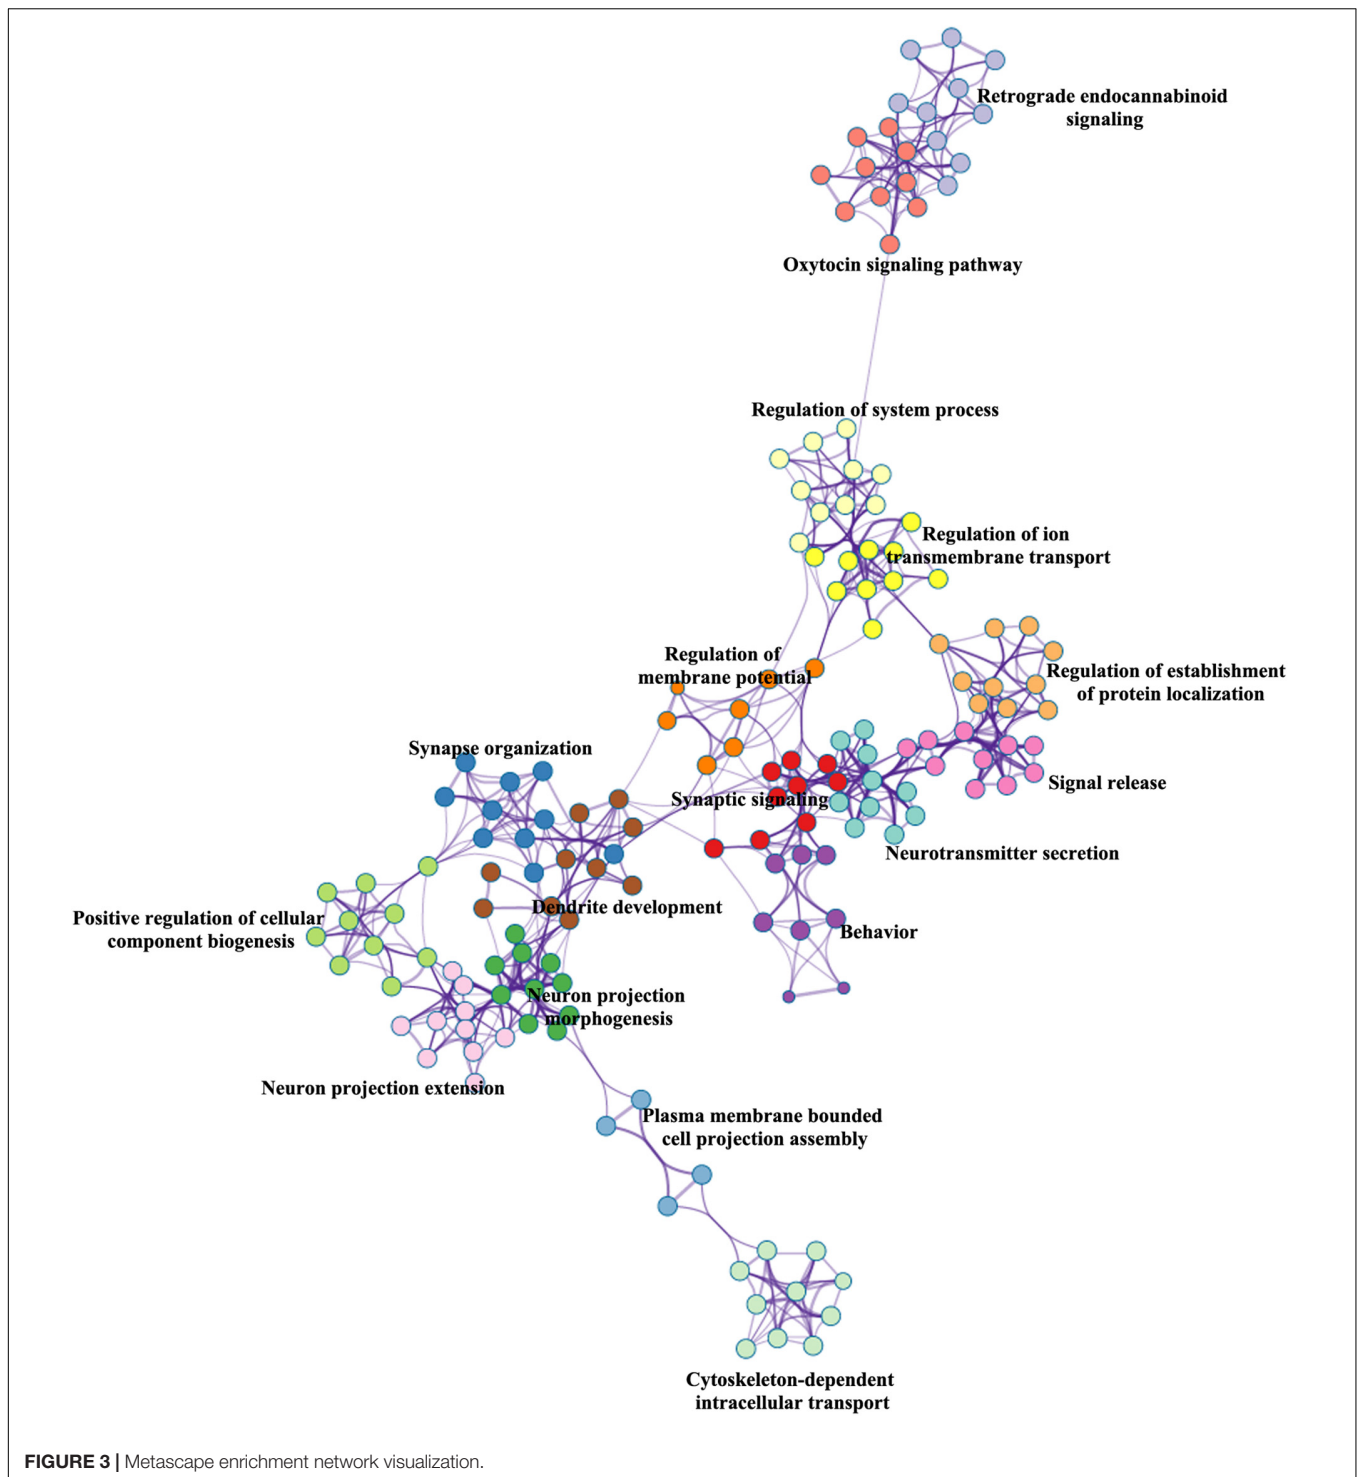 Retrograde endocannabinoid
signaling
Oxytocin signaling pathway
Regulation of system process
Regulation of ion
transmembrane transport
Regulation of
membrane potential
Regulation of establishment
of protein localization
Synapse organization
Signal release
Synaptic signaling
Neurotransmitter secretion
Dendrite development
Positive regulation of cellular
component biogenesis
Behavior
Neuron projection
morphogenesis
Neuron projection extension
Plasma membrane bounded
cell projection assembly
Cytoskeleton-dependent
intracellular transport
FIGURE 3 | Metascape enrichment network visualization.